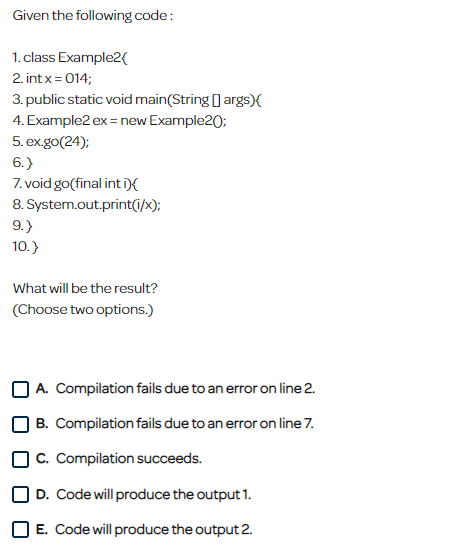 Given the following code :
1. class Example2{
2. int x = 014;
3. public static void main(String [] args){
4. Example2 ex = new Example2();
5. ex.go(24);
6. }
7. void go(final int i){
8. System.out.print(i/x);
9. }
10. }
What will be the result?
(Choose two options.)
A. Compilation fails due to an error on line 2.
B. Compilation fails due to an error on line 7.
C. Compilation succeeds.
D. Code will produce the output 1.
E. Code will produce the output 2.